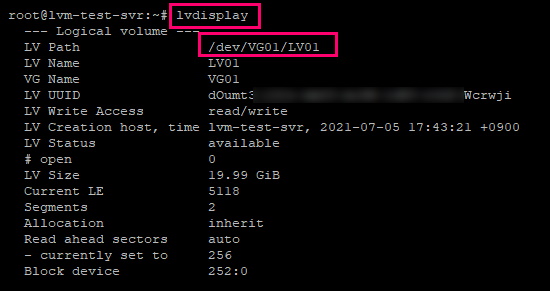 root@lvm-test-svr:~# lvdisplay
--- Logical volume ---
LV Path /dev/VG01/LV01
LV Name LV01
VG Name VG01
LV UUID dOumt3 Wcrwji
LV Write Access read/write
LV Creation host, time lvm-test-svr, 2021-07-05 17:43:21 +0900
LV Status available
# open 0
LV Size 19.99 GiB
Current LE 5118
Segments 2
Allocation inherit
Read ahead sectors auto
- currently set to 256
Block device 252:0